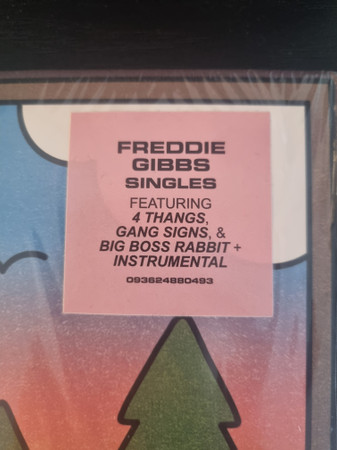 FREDDIE
GIBBS
SINGLES
FEATURING
4 THANGS,
GANG SIGNS, &
BIG BOSS RABBIT +
INSTRUMENTAL
093624880493